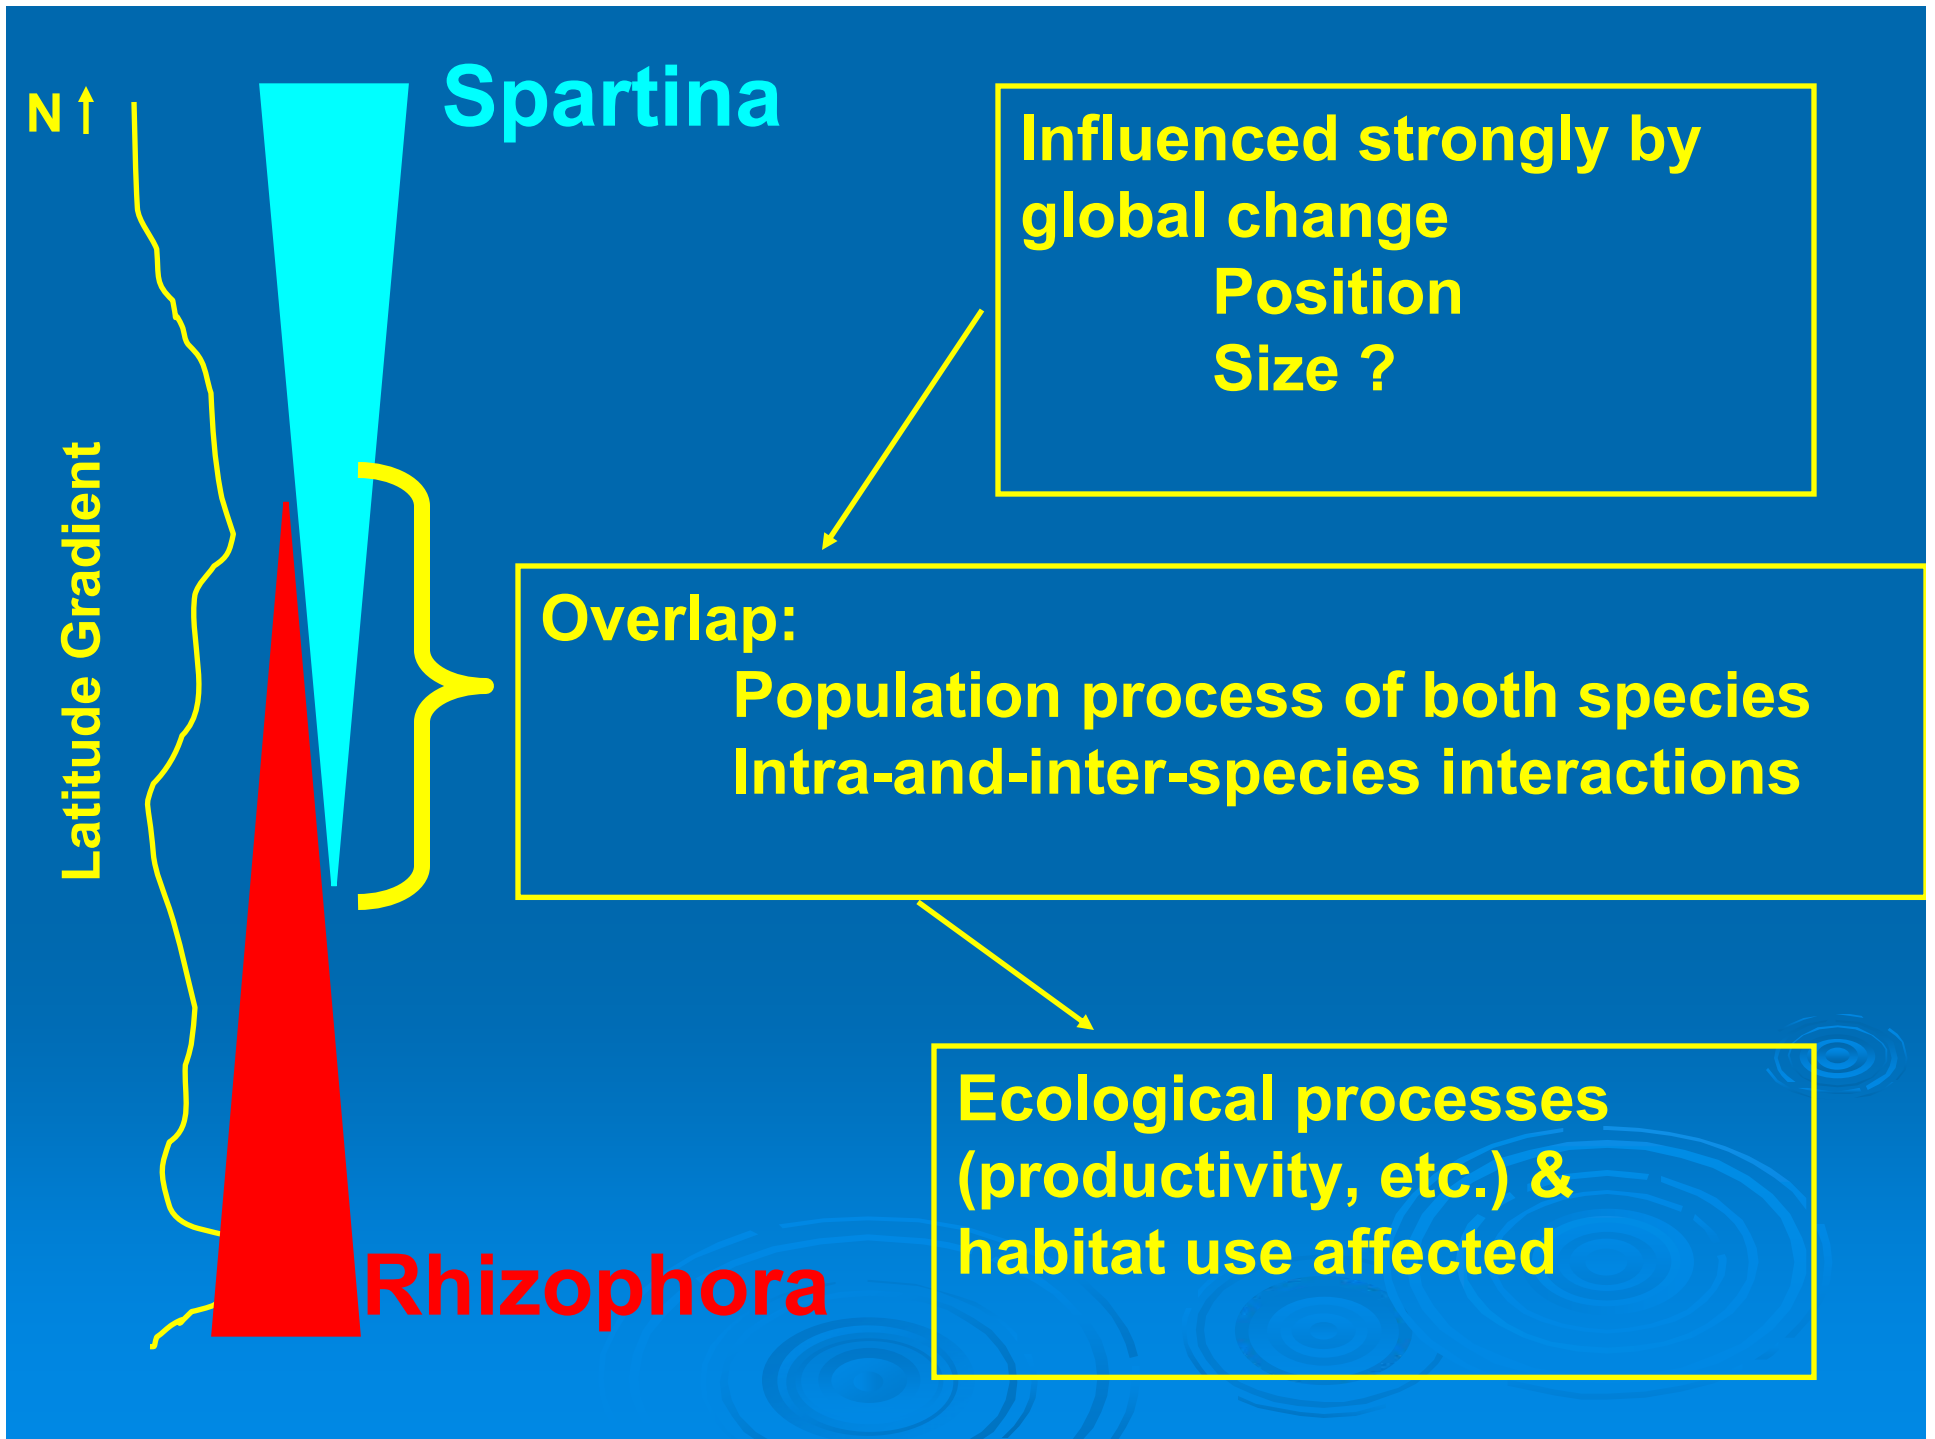 N
Spartina
Influenced strongly by
global change
Position
Size ?
Latitude Gradient
Overlap:
Population process of both species
Intra-and-inter-species interactions
Ecological processes
(productivity, etc.) &
habitat use affected
Rhizophora